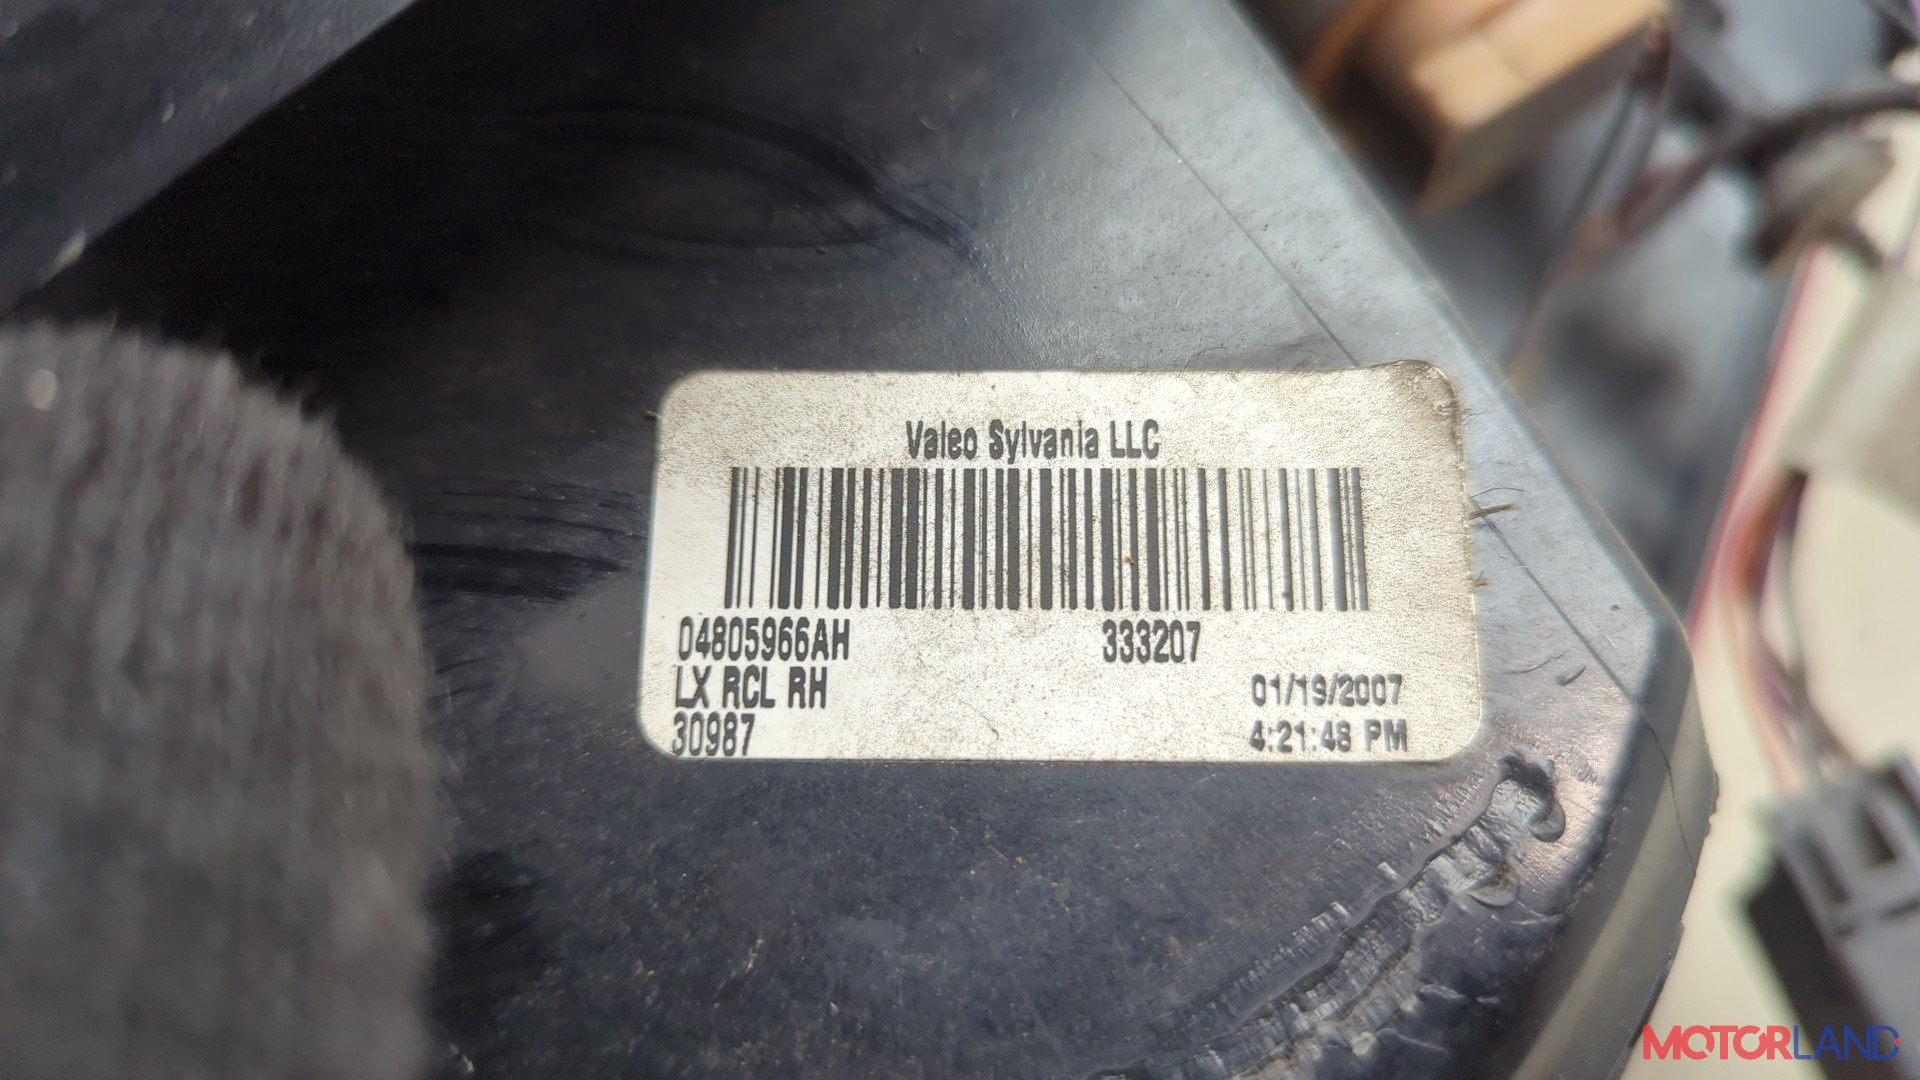 Valeo Sylvania LLC
04805966AH 333207
LX RCL RH 01/19/2007
30987 4:21:48 PM
MOTORLAND